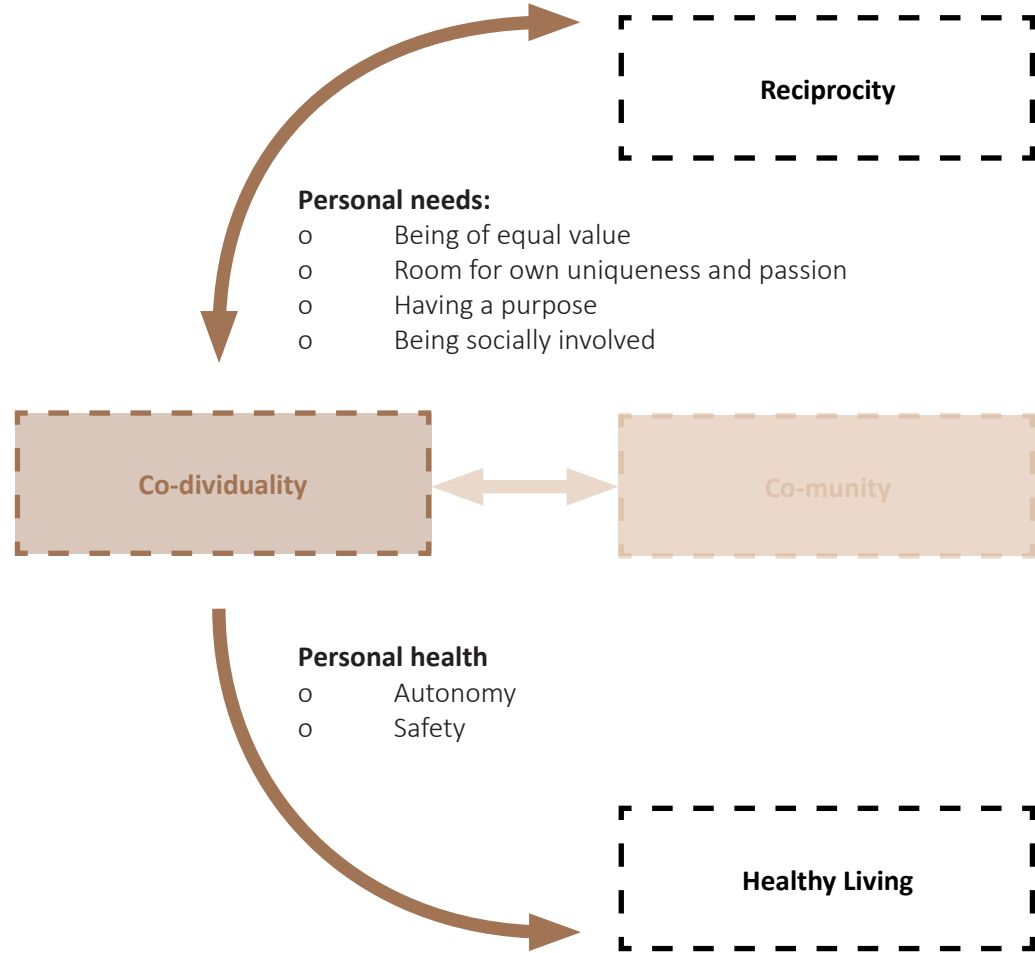 Reciprocity
Personal needs:
o Being of equal value
o Room for own uniqueness and passion
o Having a purpose
o Being socially involved
Co-dividuality
Co-munity
Personal health
o Autonomy
o Safety
Healthy Living